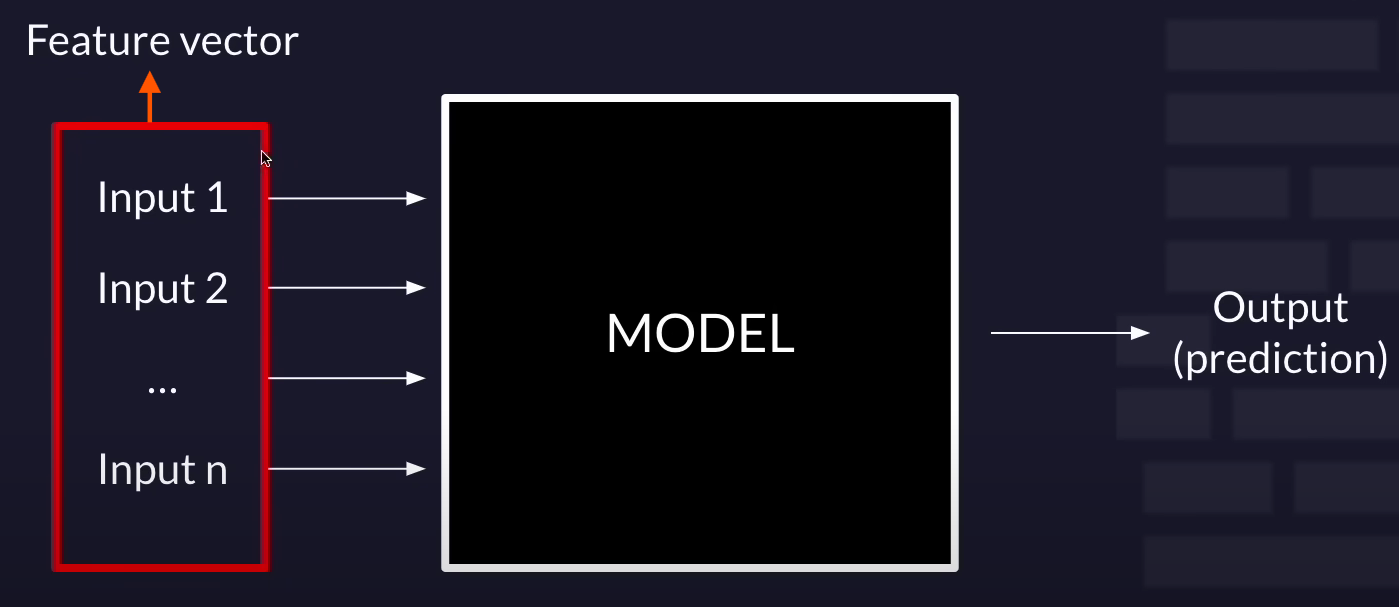 Feature vector
Input 1
Input 2
...
Input n
MODEL
Output
(prediction)